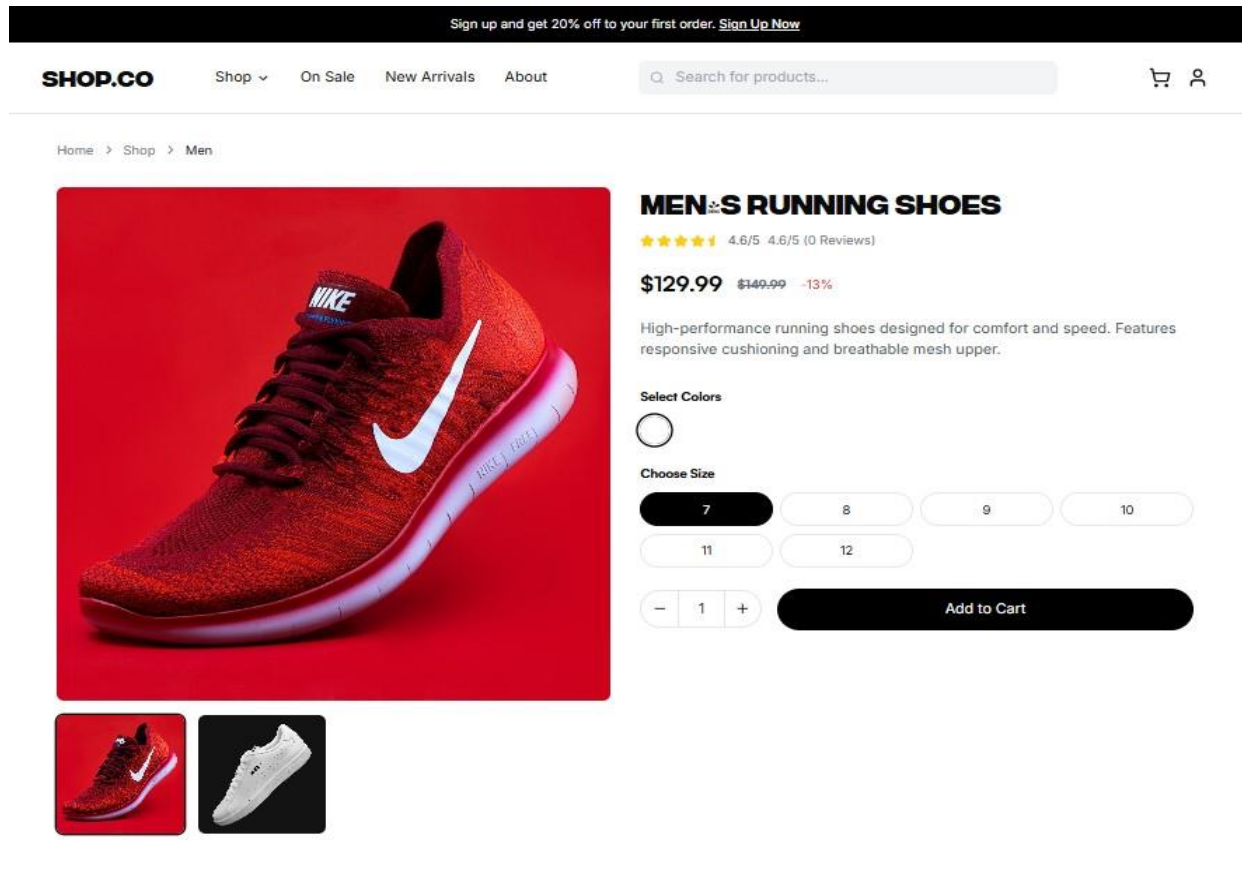 Sign up and get 20% off to your first order. Sign Up Now
SHOP.CO
Shop
On Sale
New Arrivals
About
Search for products...
Home > Shop > Men
MEN S RUNNING SHOES
4.6/5 4.6/5 (0 Reviews)
$129.99 $149.99 -13%
High-performance running shoes designed for comfort and speed. Features
responsive cushioning and breathable mesh upper.
Select Colors
Choose Size
7 8 9 10
11 12
− 1 +
Add to Cart
NIKE
NIKE FREE